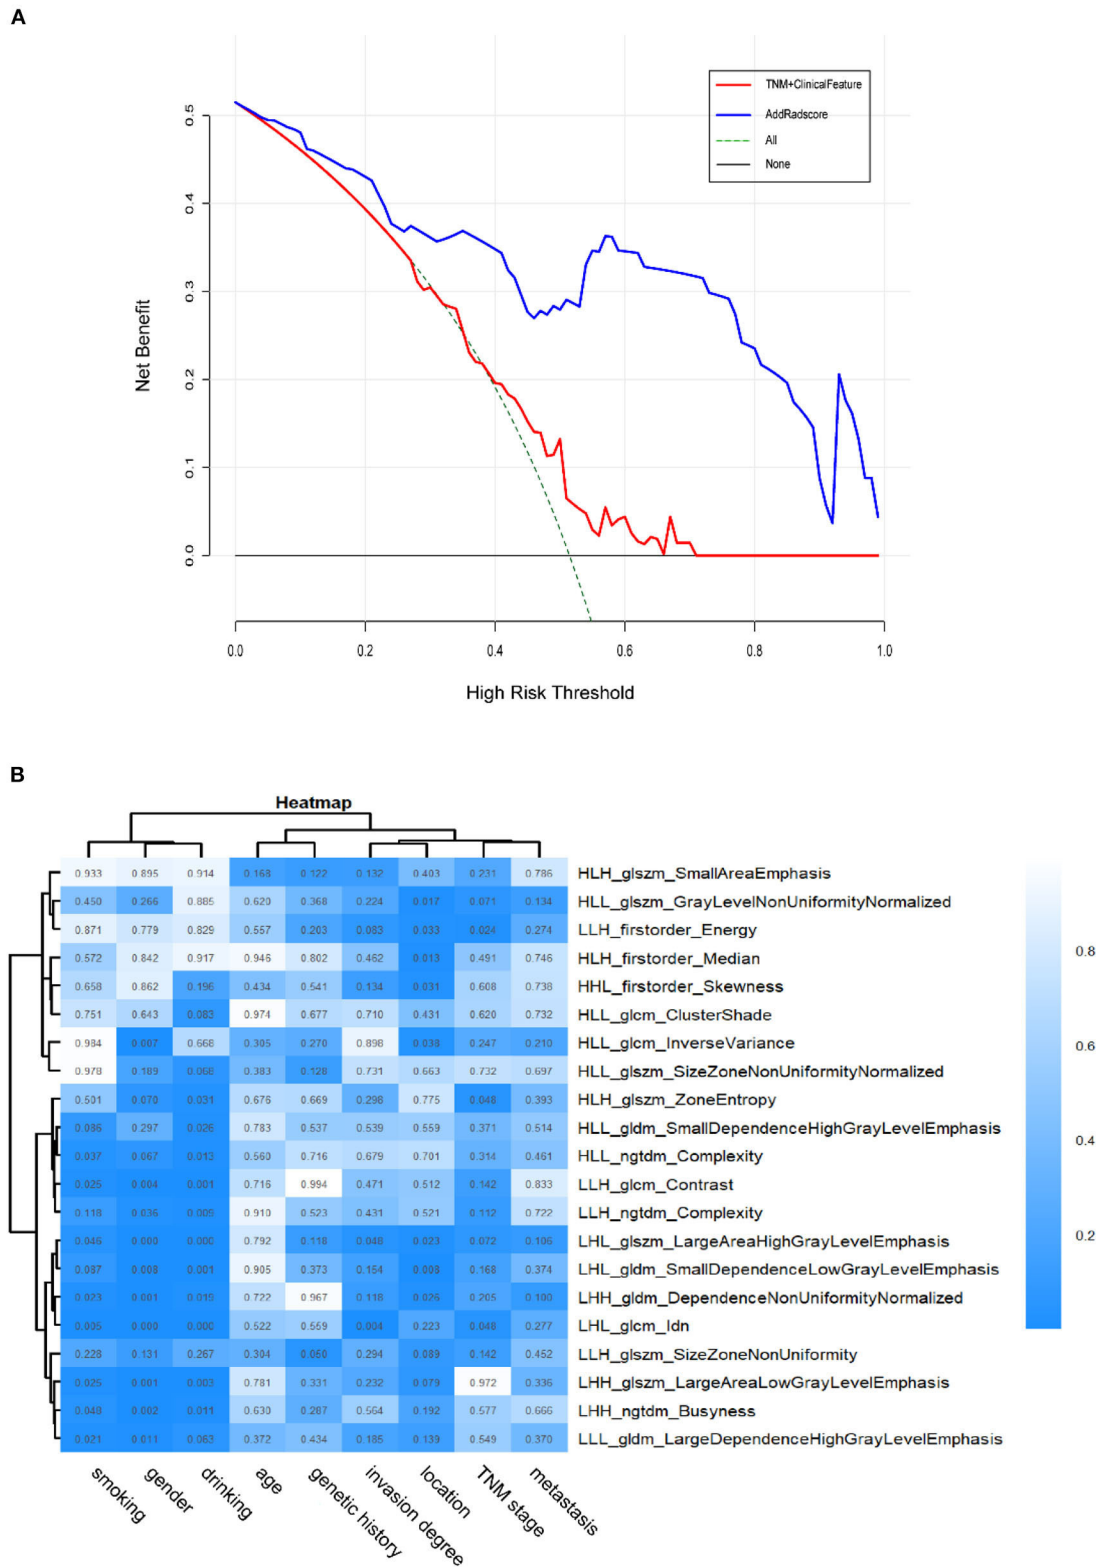 A
TNM+ClinicalFeature
AddRadscore
All
None
Net Benefit
0.5
0.4
0.3
0.2
0.1
0.0
0.0 0.2 0.4 0.6 0.8 1.0
High Risk Threshold
B
Heatmap
0.933 0.895 0.914 0.168 0.122 0.132 0.403 0.231 0.786 HLH_glszm_SmallAreaEmphasis
0.450 0.266 0.885 0.620 0.368 0.224 0.017 0.071 0.134 HLL_glszm_GrayLevelNonUniformityNormalized
0.871 0.779 0.829 0.557 0.203 0.083 0.033 0.024 0.274 LLH_firstorder_Energy
0.572 0.842 0.917 0.946 0.802 0.462 0.013 0.491 0.746 HLH_firstorder_Median
0.658 0.862 0.196 0.434 0.541 0.134 0.031 0.608 0.738 HHL_firstorder_Skewness
0.751 0.643 0.083 0.974 0.677 0.710 0.431 0.620 0.732 HLL_glcm_ClusterShade
0.984 0.007 0.668 0.305 0.270 0.898 0.038 0.247 0.210 HLL_glcm_InverseVariance
0.978 0.189 0.068 0.383 0.128 0.731 0.663 0.732 0.697 HLL_glszm_SizeZoneNonUniformityNormalized
0.501 0.070 0.031 0.676 0.669 0.298 0.775 0.048 0.393 HLH_glszm_ZoneEntropy
0.086 0.297 0.026 0.783 0.537 0.539 0.559 0.371 0.514 HLL_gldm_SmallDependenceHighGrayLevelEmphasis
0.037 0.067 0.013 0.560 0.716 0.679 0.701 0.314 0.461 HLL_ngtdm_Complexity
0.025 0.004 0.001 0.716 0.994 0.471 0.512 0.142 0.833 LLH_glcm_Contrast
0.118 0.036 0.009 0.910 0.523 0.431 0.521 0.112 0.722 LLH_ngtdm_Complexity
0.046 0.000 0.000 0.792 0.118 0.048 0.023 0.072 0.106 LHL_glszm_LargeAreaHighGrayLevelEmphasis
0.087 0.008 0.001 0.905 0.373 0.154 0.008 0.168 0.374 LHL_gldm_SmallDependenceLowGrayLevelEmphasis
0.023 0.001 0.019 0.722 0.967 0.118 0.026 0.205 0.100 LHH_gldm_DependenceNonUniformityNormalized
0.005 0.000 0.000 0.522 0.559 0.004 0.223 0.048 0.277 LHL_glcm_Idn
0.228 0.131 0.267 0.304 0.060 0.294 0.089 0.142 0.452 LLH_glszm_SizeZoneNonUniformity
0.025 0.001 0.003 0.781 0.331 0.232 0.079 0.972 0.336 LHH_glszm_LargeAreaLowGrayLevelEmphasis
0.048 0.002 0.011 0.630 0.287 0.564 0.192 0.577 0.666 LHH_ngtdm_Busyness
0.021 0.011 0.063 0.372 0.434 0.185 0.139 0.549 0.370 LLL_gldm_LargeDependenceHighGrayLevelEmphasis
smoking gender drinking age genetic history invasion degree location TNM stage metastasis
0.8
0.6
0.4
0.2